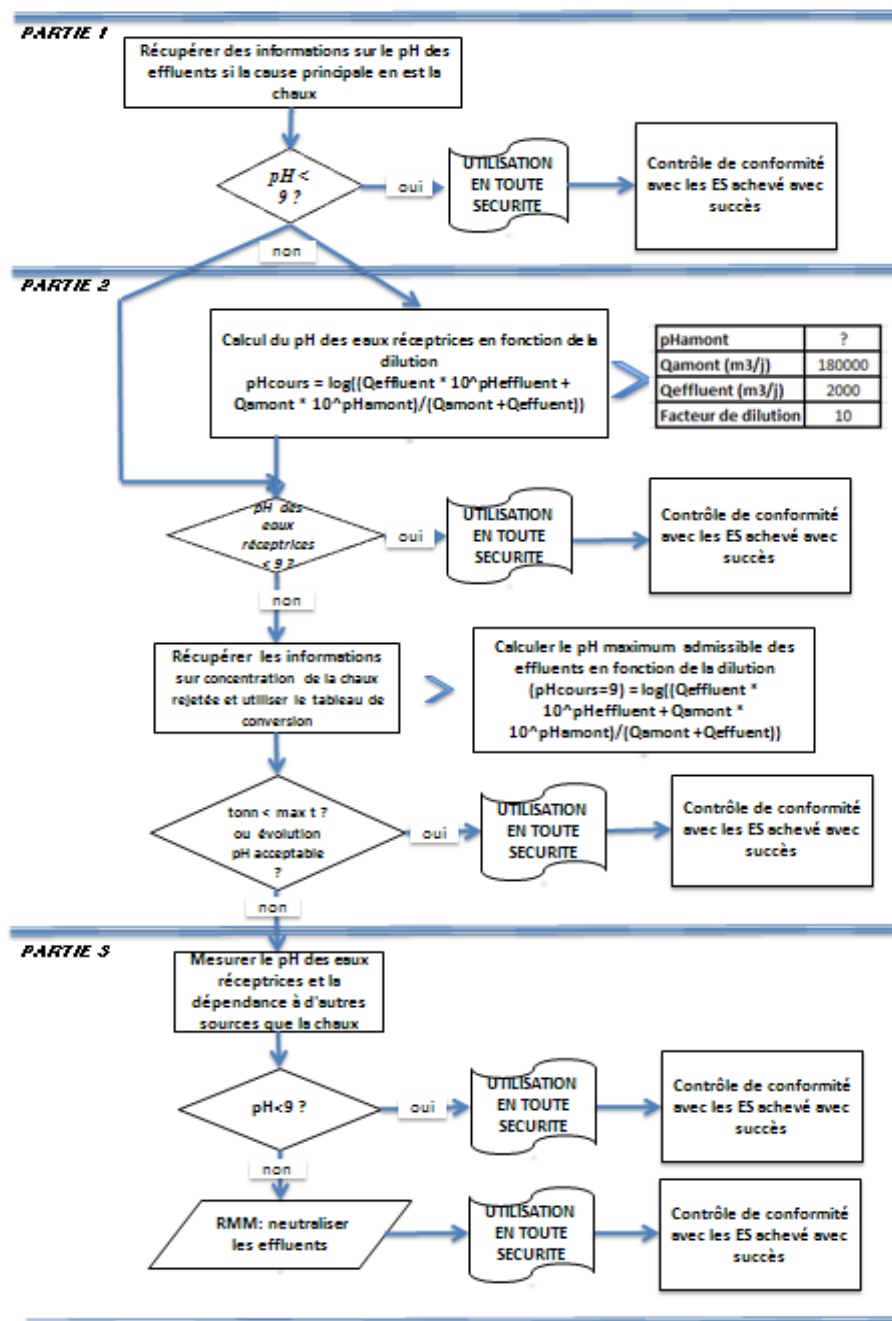 PARTIE 1
Récupérer des informations sur le pH des
effluents si la cause principale en est la
chaux
pH <
9 ?
oui
UTILISATION
EN TOUTE
SECURITE
Contrôle de conformité
avec les ES achevé avec
succès
non
PARTIE 2
Calcul du pH des eaux réceptrices en fonction de la
dilution
pHcours = log((Qeffluent * 10^pHeffluent +
Qamont * 10^pHamont)/(Qamont +Qeffuent))
pHamont ?
Qamont (m3/j) 180000
Qeffluent (m3/j) 2000
Facteur de dilution 10
pH des
eaux
réceptrices
< 9 ?
oui
UTILISATION
EN TOUTE
SECURITE
Contrôle de conformité
avec les ES achevé avec
succès
non
Récupérer les informations
sur concentration de la chaux
rejetée et utiliser le tableau de
conversion
Calculer le pH maximum admissible des
effluents en fonction de la dilution
(pHcours=9) = log((Qeffluent *
10^pHeffluent + Qamont *
10^pHamont)/(Qamont +Qeffuent))
tonn < max t ?
ou évolution
pH acceptable
?
oui
UTILISATION
EN TOUTE
SECURITE
Contrôle de conformité
avec les ES achevé avec
succès
non
PARTIE 3
Mesurer le pH des eaux
réceptrices et la
dépendance à d'autres
sources que la chaux
pH<9 ?
oui
UTILISATION
EN TOUTE
SECURITE
Contrôle de conformité
avec les ES achevé avec
succès
non
RMM: neutraliser
les effluents
UTILISATION
EN TOUTE
SECURITE
Contrôle de conformité
avec les ES achevé avec
succès